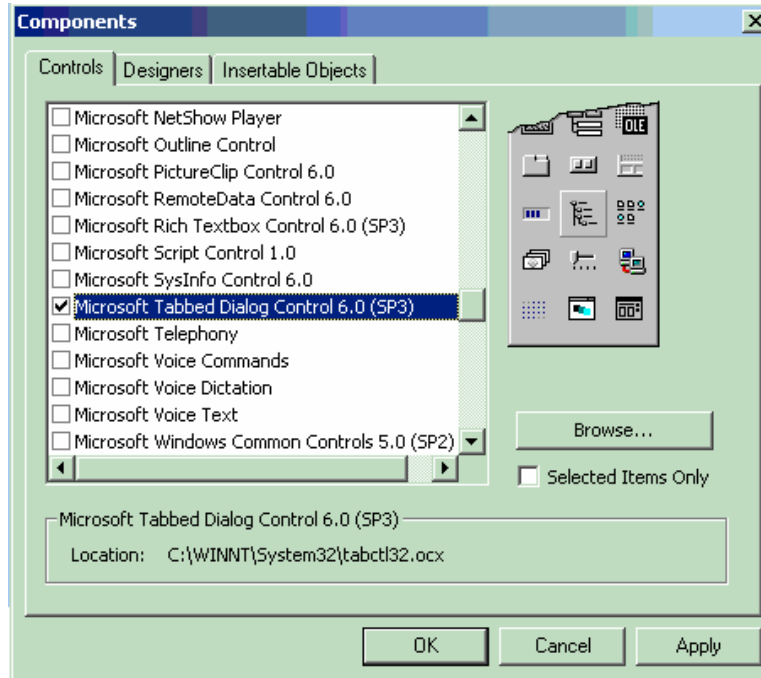 Components
Controls Designers Insertable Objects
Microsoft NetShow Player
Microsoft Outline Control
Microsoft PictureClip Control 6.0
Microsoft RemoteData Control 6.0
Microsoft Rich Textbox Control 6.0 (SP3)
Microsoft Script Control 1.0
Microsoft SysInfo Control 6.0
Microsoft Tabbed Dialog Control 6.0 (SP3)
Microsoft Telephony
Microsoft Voice Commands
Microsoft Voice Dictation
Microsoft Voice Text
Microsoft Windows Common Controls 5.0 (SP2)
OLE
Browse...
Selected Items Only
Microsoft Tabbed Dialog Control 6.0 (SP3)
Location: C:\WINNT\System32\tabctl32.ocx
OK Cancel Apply